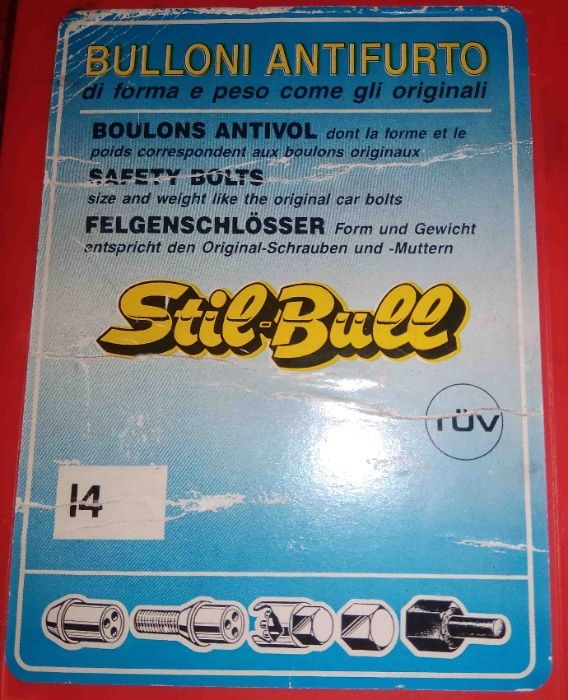 BULLONI ANTIFURTO
di forma e peso come gli originali
BOULONS ANTIVOL dont la forme et le
poids correspondent aux boulons originaux
SAFETY BOLTS
size and weight like the original car bolts
FELGENSCHLÖSSER Form und Gewicht
entspricht den Original-Schrauben und -Muttern
Stil-Bull
TÜV
14